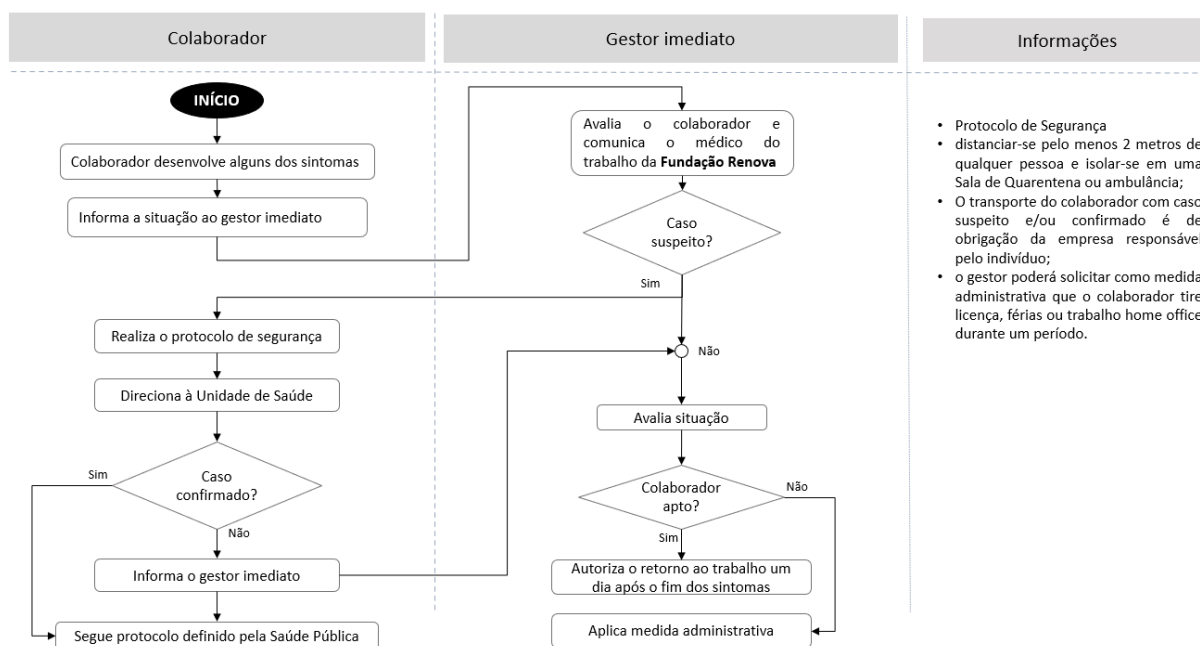 Colaborador
Gestor imediato
Informações
INÍCIO
Colaborador desenvolve alguns dos sintomas
Informa a situação ao gestor imediato
Avalia o colaborador e
comunica o médico do
trabalho da Fundação Renova
Caso
suspeito?
Sim
Não
Realiza o protocolo de segurança
Direciona à Unidade de Saúde
Caso
confirmado?
Sim
Não
Informa o gestor imediato
Segue protocolo definido pela Saúde Pública
Avalia situação
Colaborador
apto?
Não
Sim
Autoriza o retorno ao trabalho um
dia após o fim dos sintomas
Aplica medida administrativa
• Protocolo de Segurança
• distanciar-se pelo menos 2 metros de
qualquer pessoa e isolar-se em uma
Sala de Quarentena ou ambulância;
• O transporte do colaborador com caso
suspeito e/ou confirmado é de
obrigação da empresa responsável
pelo indivíduo;
• o gestor poderá solicitar como medida
administrativa que o colaborador tire
licença, férias ou trabalho home office
durante um período.